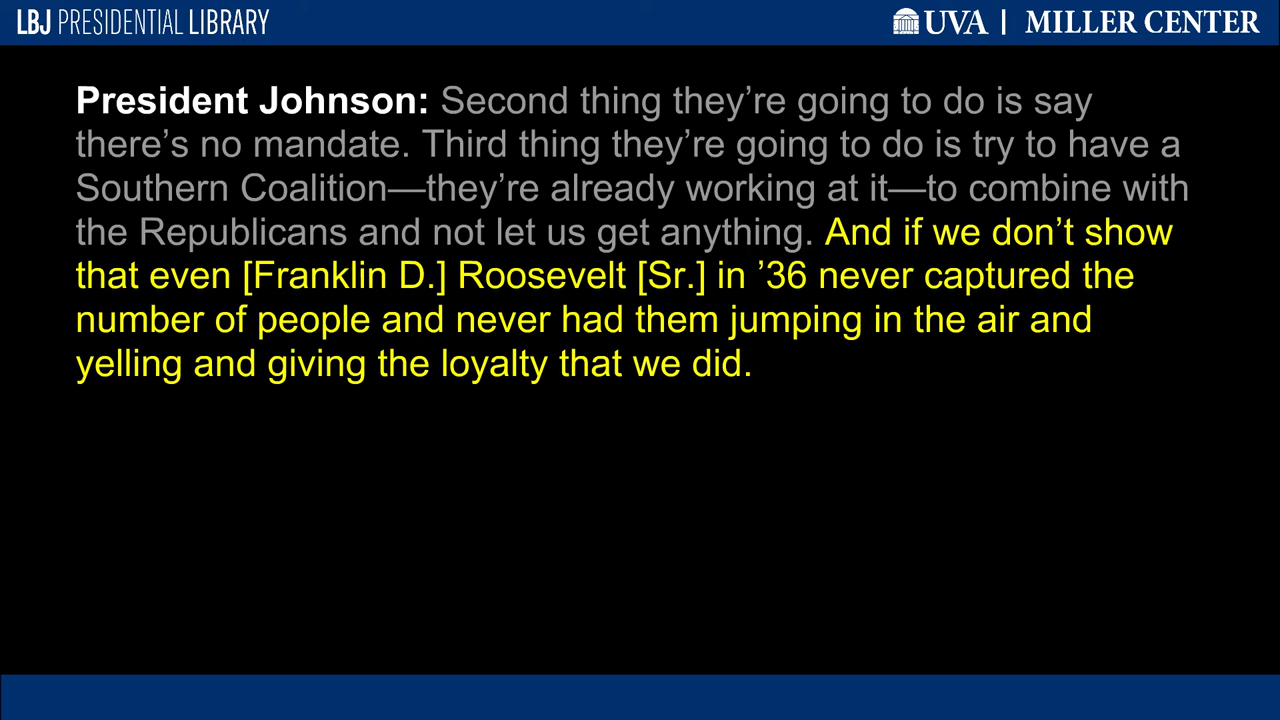 LBJ PRESIDENTIAL LIBRARY
UVA | MILLER CENTER
President Johnson: Second thing they’re going to do is say
there’s no mandate. Third thing they’re going to do is try to have a
Southern Coalition—they’re already working at it—to combine with
the Republicans and not let us get anything. And if we don’t show
that even [Franklin D.] Roosevelt [Sr.] in ’36 never captured the
number of people and never had them jumping in the air and
yelling and giving the loyalty that we did.